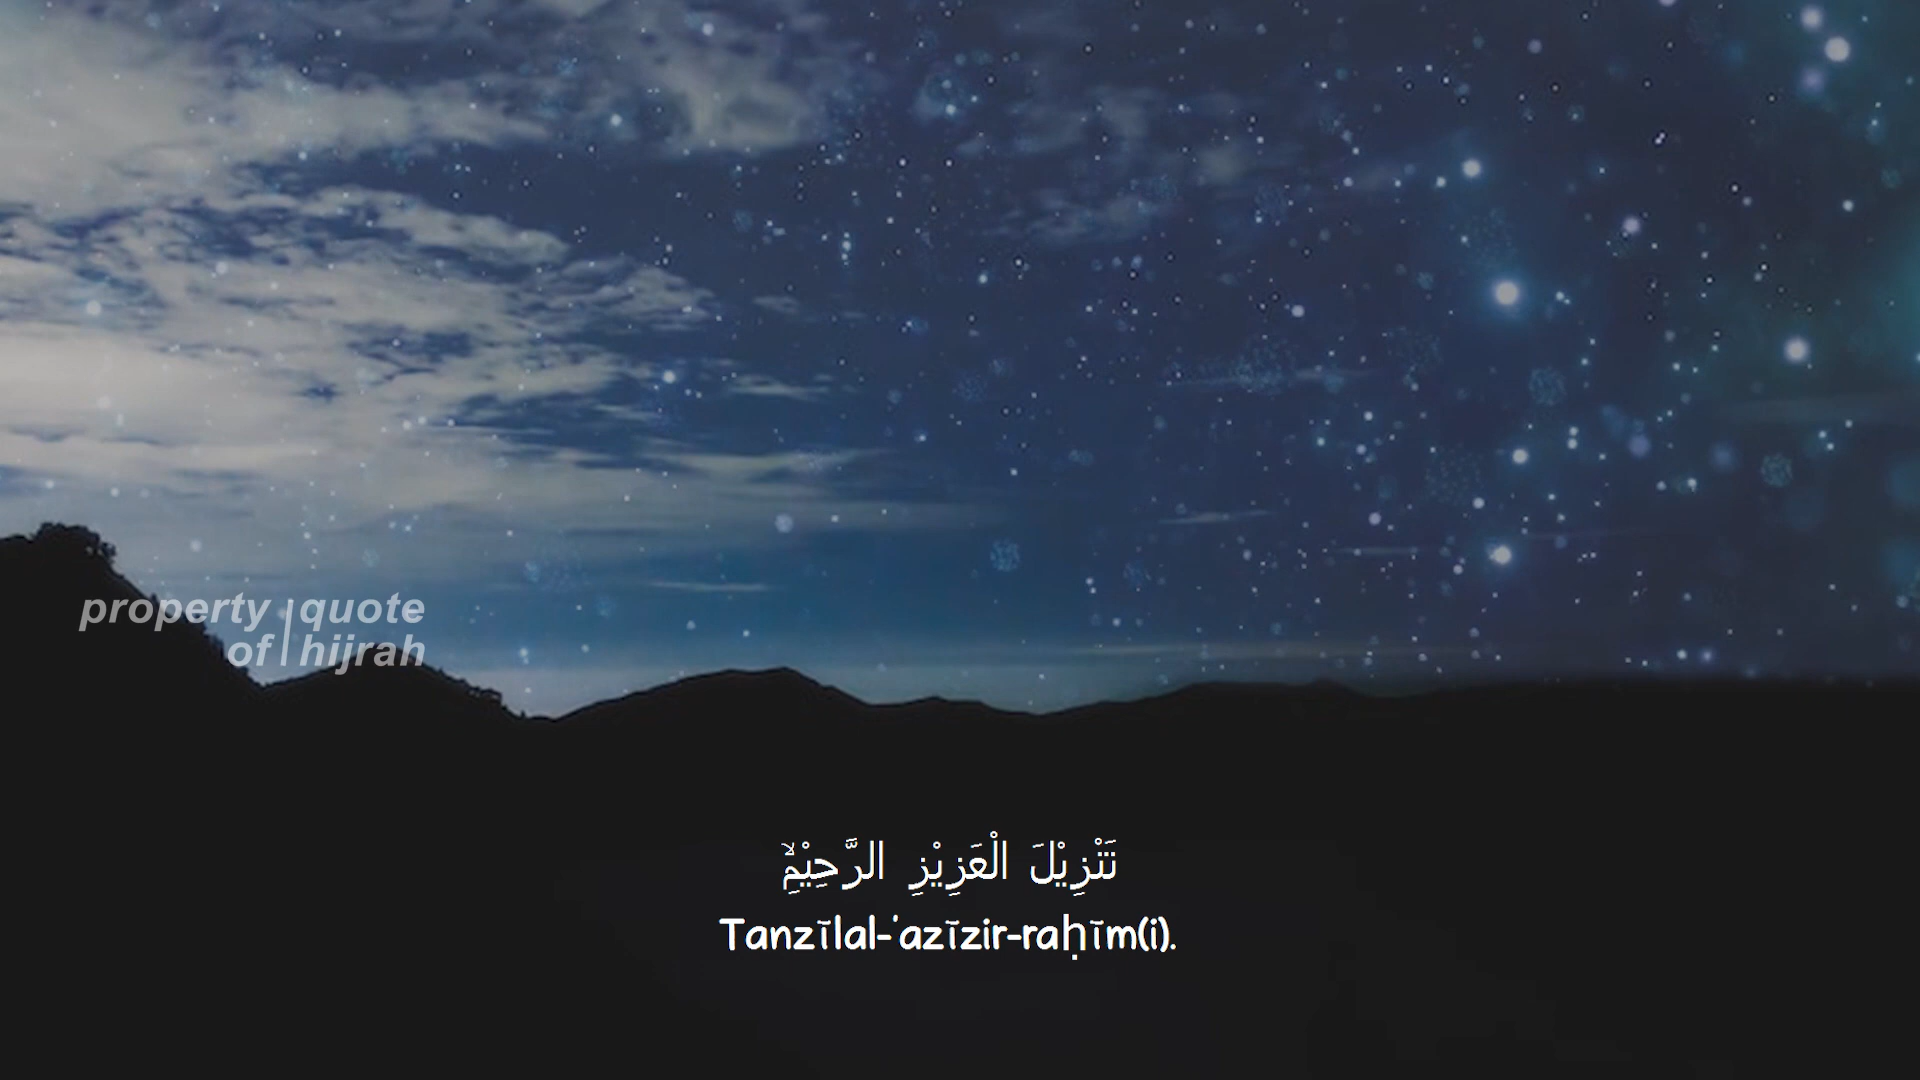 property | quote
of | hijrah
تَنْزِيْلَ الْعَزِيْزِ الرَّحِيْمِۙ
Tanzīlal-‘azīzir-raḥīm(i).